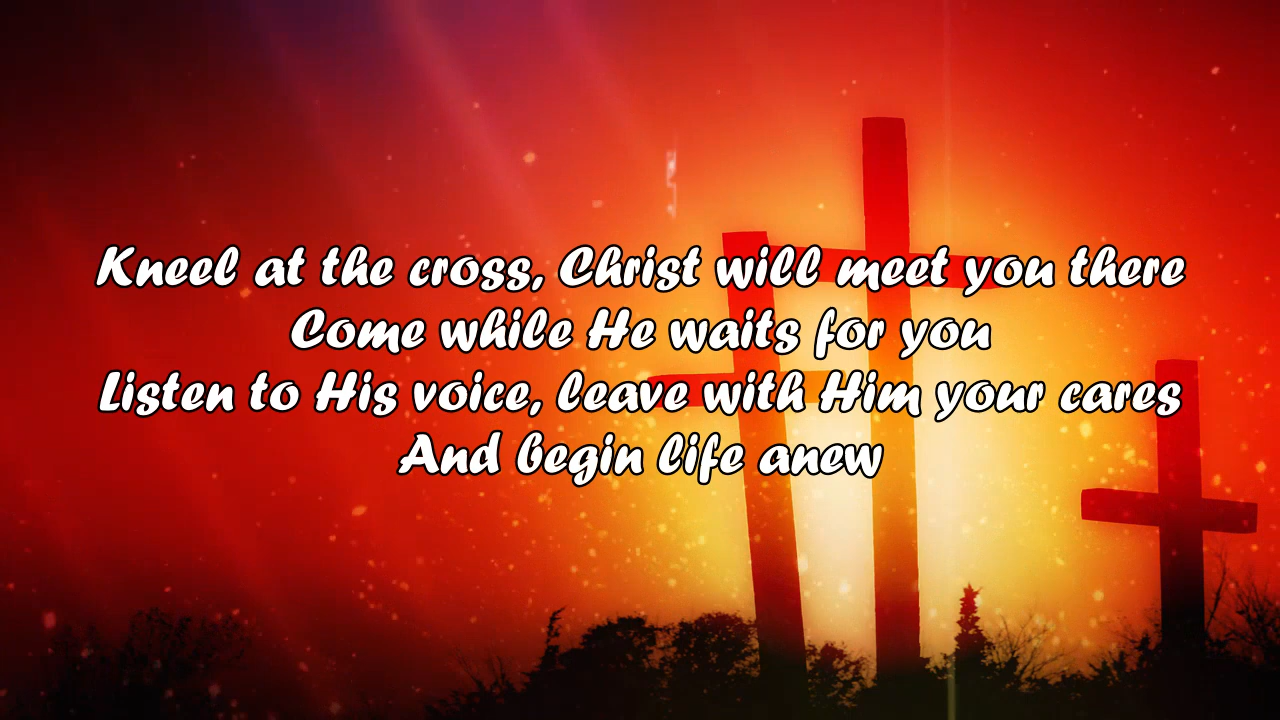 Kneel at the cross, Christ will meet you there
Come while He waits for you
Listen to His voice, leave with Him your cares
And begin life anew